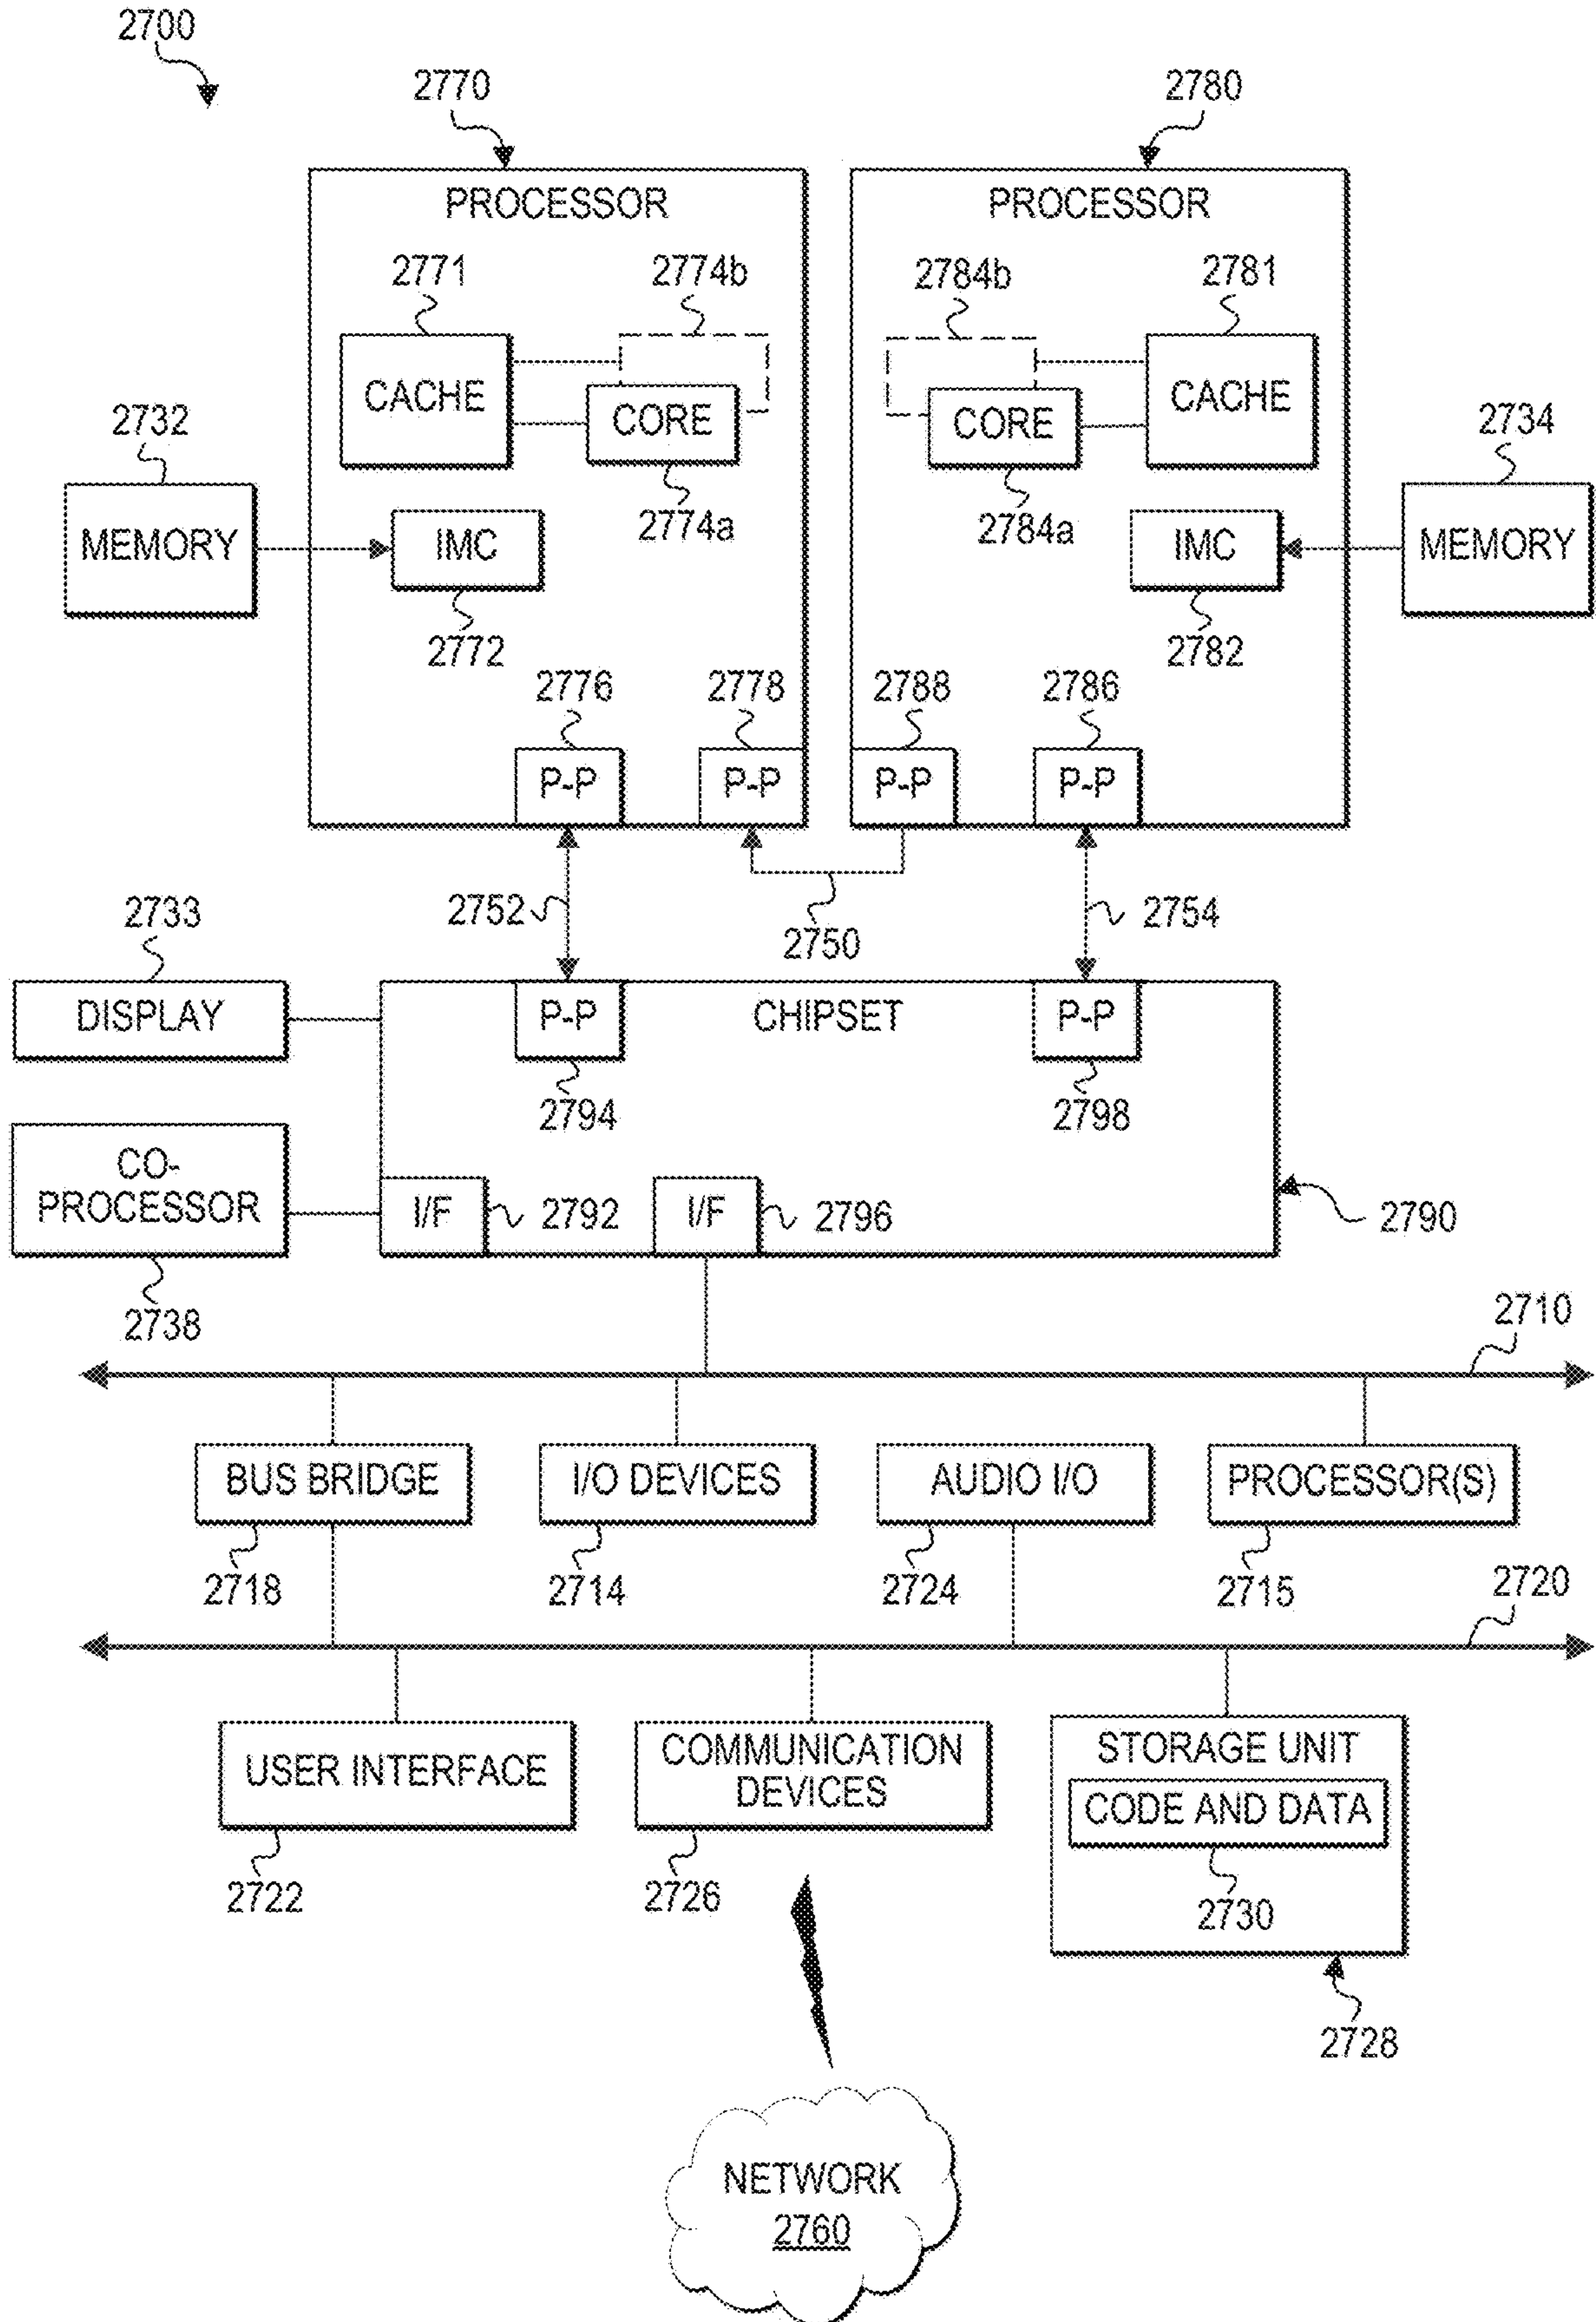 2700
2770
2780
PROCESSOR
PROCESSOR
2771
2774b
2784b
2781
CACHE
CORE
CORE
CACHE
2732
2734
2774a
2784a
MEMORY
IMC
IMC
MEMORY
2772
2782
2776
2778
2788
2786
P-P
P-P
P-P
P-P
2752
2750
2754
2733
DISPLAY
P-P
CHIPSET
P-P
2794
2798
CO-
PROCESSOR
I/F
2792
I/F
2796
2790
2738
2710
BUS BRIDGE
I/O DEVICES
AUDIO I/O
PROCESSOR(S)
2718
2714
2724
2715
2720
USER INTERFACE
COMMUNICATION
DEVICES
STORAGE UNIT
CODE AND DATA
2722
2726
2730
2728
NETWORK
2760